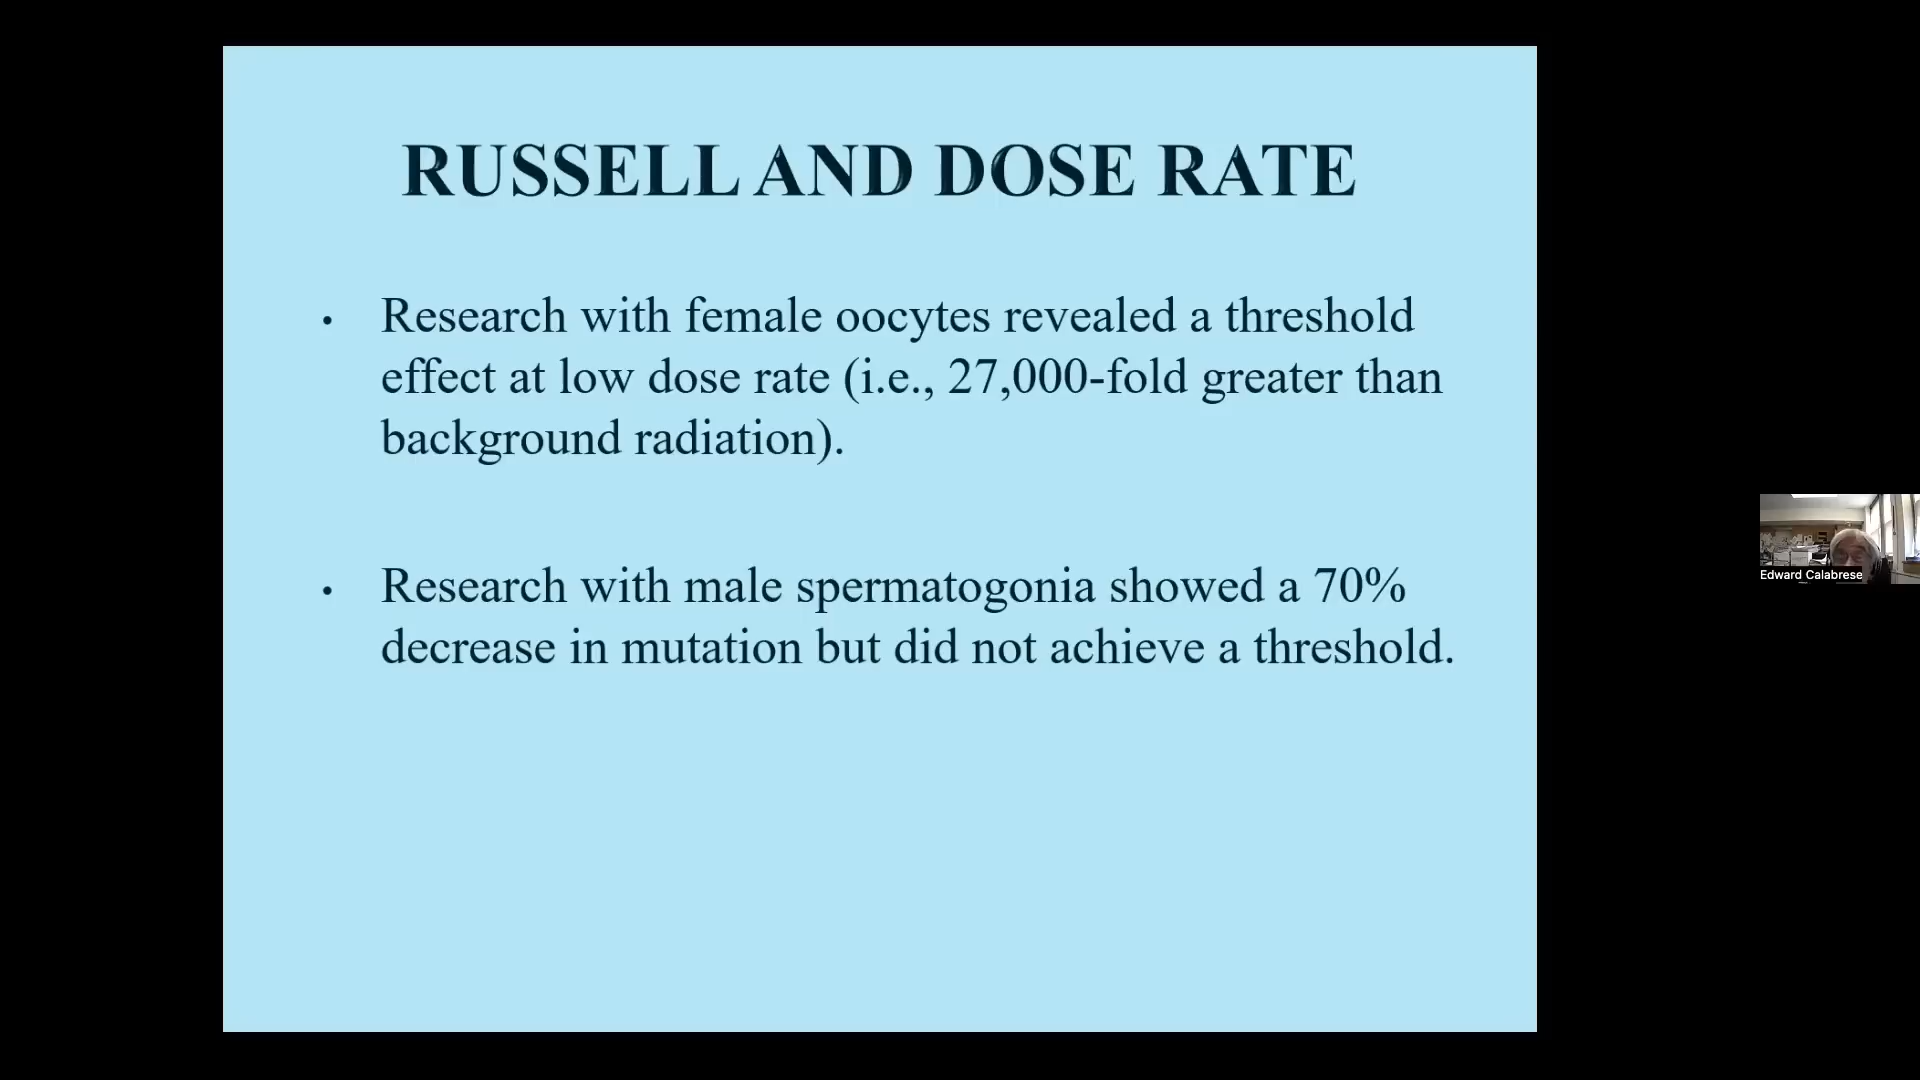 RUSSELL AND DOSE RATE
• Research with female oocytes revealed a threshold
effect at low dose rate (i.e., 27,000-fold greater than
background radiation).
• Research with male spermatogonia showed a 70%
decrease in mutation but did not achieve a threshold.
Edward Calabrese